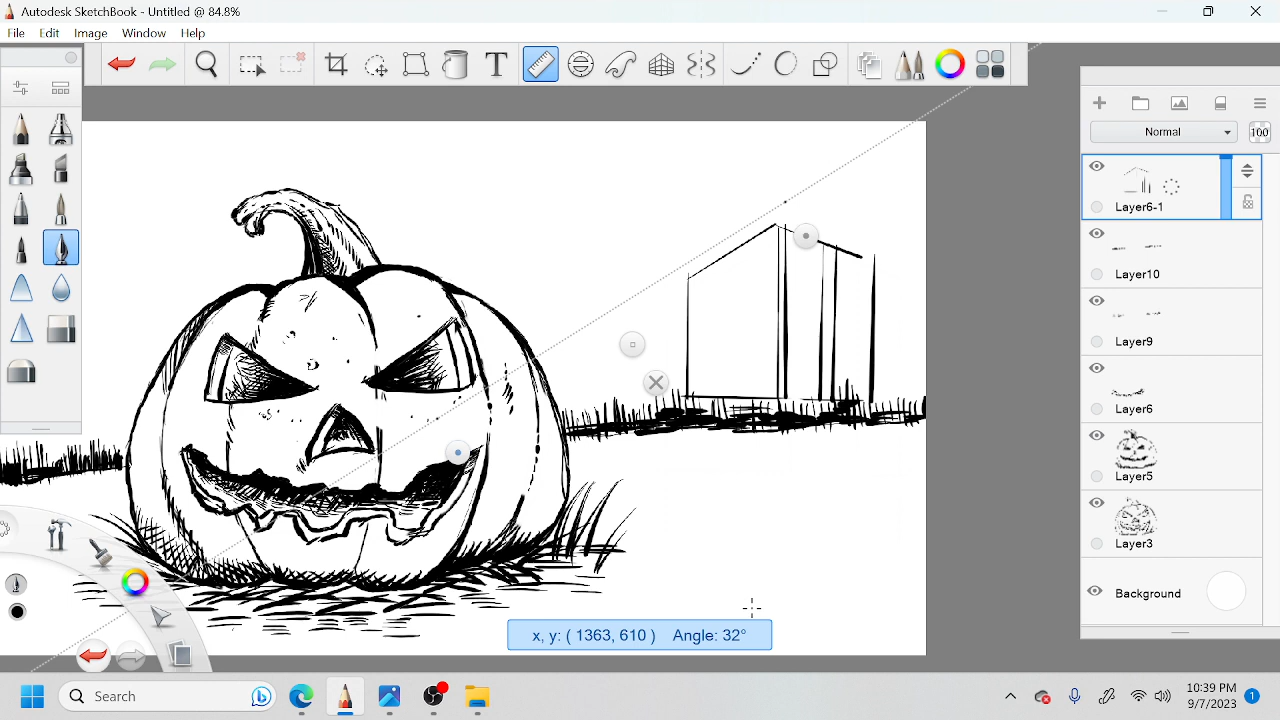 Autodesk SketchBook - Untitled @ 84.8%
File Edit Image Window Help
T
Normal 100
Layer6-1
Layer10
Layer9
Layer6
Layer5
Layer3
Background
x, y: ( 1363, 610 ) Angle: 32°
Search
10:39 PM
9/7/2023
1